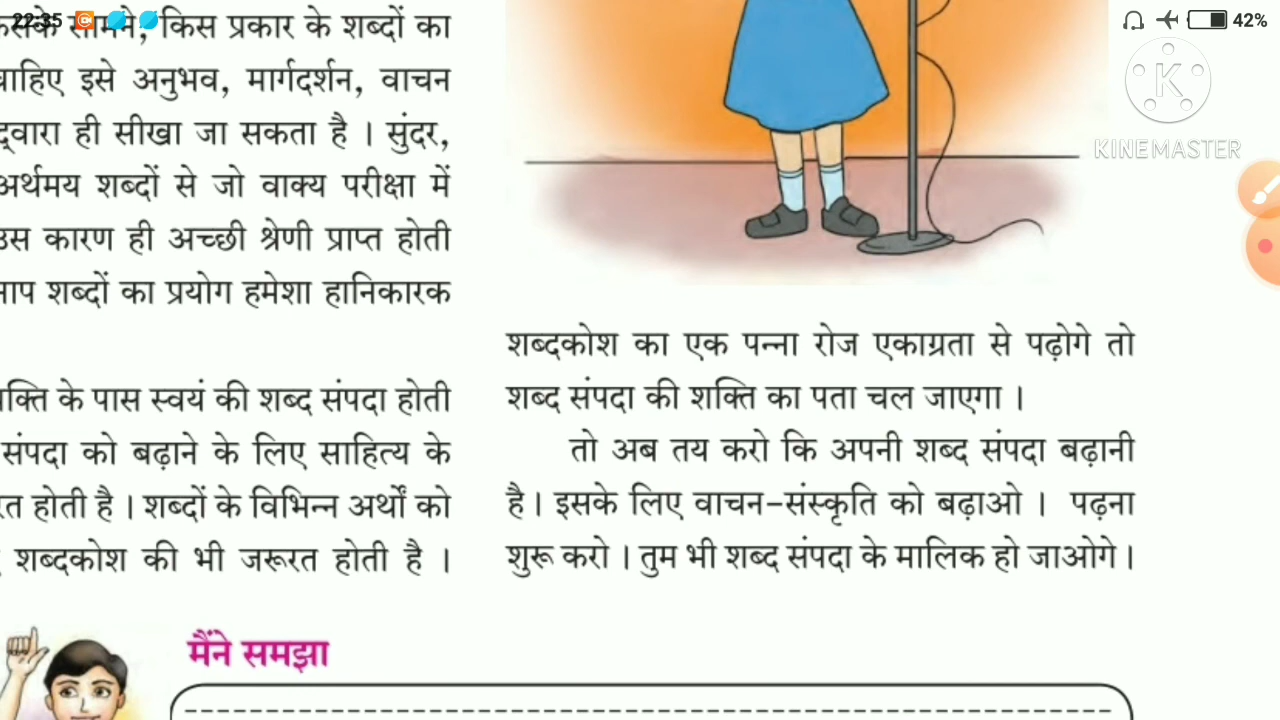 22:35
42%
KINEMASTER
किस प्रकार के शब्दों का
चाहिए इसे अनुभव, मार्गदर्शन, वाचन
द्वारा ही सीखा जा सकता है । सुंदर,
अर्थमय शब्दों से जो वाक्य परीक्षा में
उस कारण ही अच्छी श्रेणी प्राप्त होती
शब्दों का प्रयोग हमेशा हानिकारक
के पास स्वयं की शब्द संपदा होती
संपदा को बढ़ाने के लिए साहित्य के
होती है । शब्दों के विभिन्न अर्थों को
शब्दकोश की भी जरूरत होती है ।
शब्दकोश का एक पन्ना रोज एकाग्रता से पढ़ोगे तो
शब्द संपदा की शक्ति का पता चल जाएगा ।
तो अब तय करो कि अपनी शब्द संपदा बढ़ानी
है । इसके लिए वाचन-संस्कृति को बढ़ाओ । पढ़ना
शुरू करो । तुम भी शब्द संपदा के मालिक हो जाओगे ।
मैंने समझा